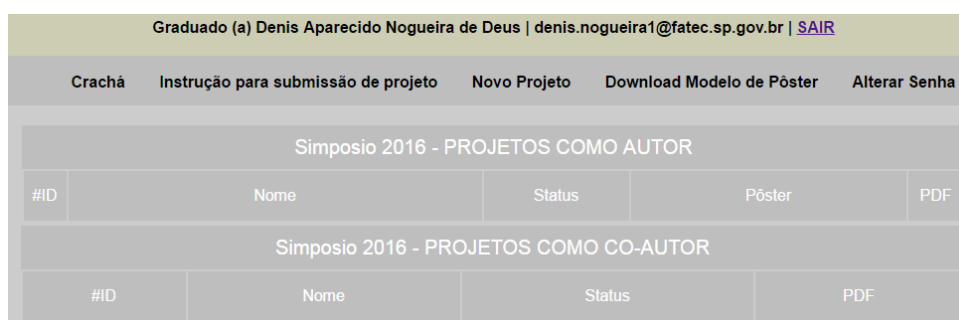 Graduado (a) Denis Aparecido Nogueira de Deus | denis.nogueira1@fatec.sp.gov.br | SAIR
Crachá Instrução para submissão de projeto Novo Projeto Download Modelo de Pôster Alterar Senha
Simposio 2016 - PROJETOS COMO AUTOR
#ID Nome Status Pôster PDF
Simposio 2016 - PROJETOS COMO CO-AUTOR
#ID Nome Status PDF